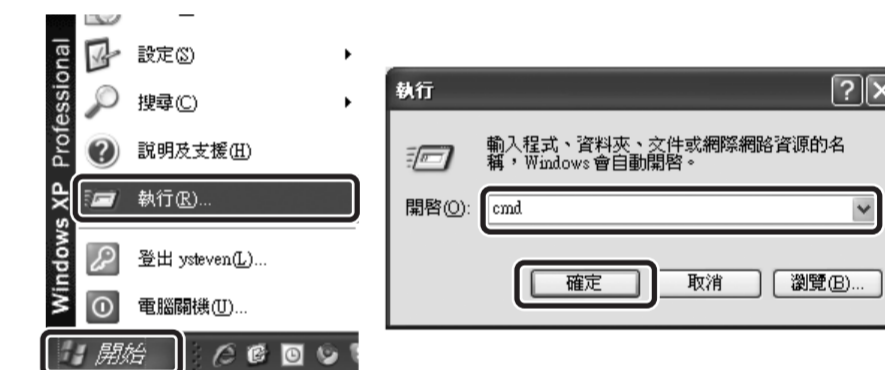 Windows XP Professional
設定(S)
搜尋(C)
說明及支援(H)
執行(R)...
登出 ysteven(L)...
電腦關機(U)...
開始
執行
輸入程式、資料夾、文件或網際網路資源的名
稱，Windows 會自動開啓。
開啓(O):
cmd
確定
取消
瀏覽(B)...